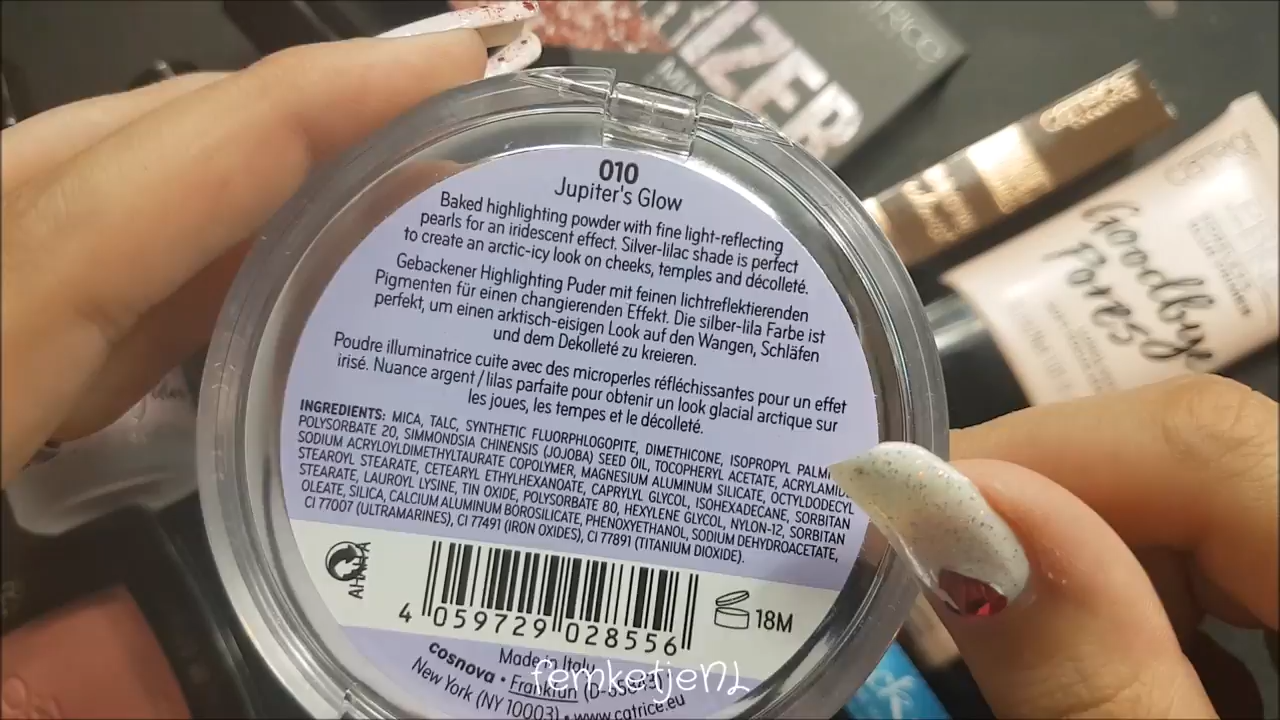 010
Jupiter's Glow
Baked highlighting powder with fine light-reflecting
pearls for an iridescent effect. Silver-lilac shade is perfect
to create an arctic-icy look on cheeks, temples and décolleté.
Gebackener Highlighting Puder mit feinen lichtreflektierenden
Pigmenten für einen changierenden Effekt. Die silber-lila Farbe ist
perfekt, um einen arktisch-eisigen Look auf den Wangen, Schläfen
und dem Dekolleté zu kreieren.
Poudre illuminatrice cuite avec des microperles réfléchissantes pour un effet
irisé. Nuance argent / lilas parfaite pour obtenir un look glacial arctique sur
les joues, les tempes et le décolleté.
INGREDIENTS: MICA, TALC, SYNTHETIC FLUORPHLOGOPITE, DIMETHICONE, ISOPROPYL
POLYSORBATE 20, SIMMONDSIA CHINENSIS (JOJOBA) SEED OIL, TOCOPHERYL ACETATE,
SODIUM ACRYLOYLDIMETHYLTAURATE COPOLYMER, MAGNESIUM ALUMINUM SILICATE, OCTYLDODECYL
STEAROYL STEARATE, CETEARYL ETHYLHEXANOATE, CAPRYLYL GLYCOL, ISOHEXADECANE, SORBITAN
STEARATE, LAUROYL LYSINE, TIN OXIDE, POLYSORBATE 80, HEXYLENE GLYCOL, NYLON-12, SORBITAN
OLEATE, SILICA, CALCIUM ALUMINUM BOROSILICATE, PHENOXYETHANOL, SODIUM DEHYDROACETATE,
CI 77007 (ULTRAMARINES), CI 77491 (IRON OXIDES), CI 77891 (TITANIUM DIOXIDE).
4 059729 028556
18M
Made in Italy
cosnova • Frankfurt
New York (NY 10003) • www.catrice.eu
femketjeNL
IZER
Goodbye
Pores